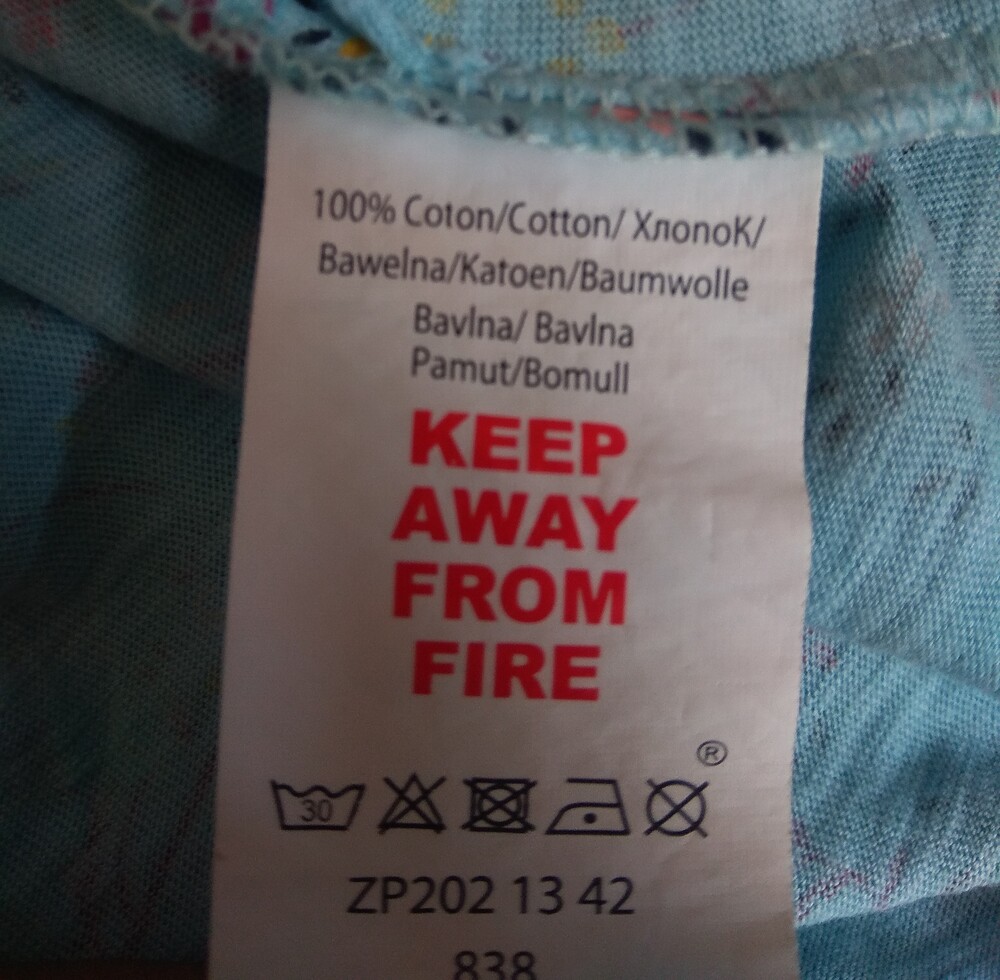 100% Coton/Cotton/ ХлопоК/
Bawelna/Katoen/Baumwolle
Bavlna/ Bavlna
Pamut/Bomull
KEEP
AWAY
FROM
FIRE
®
30
ZP202 13 42
838